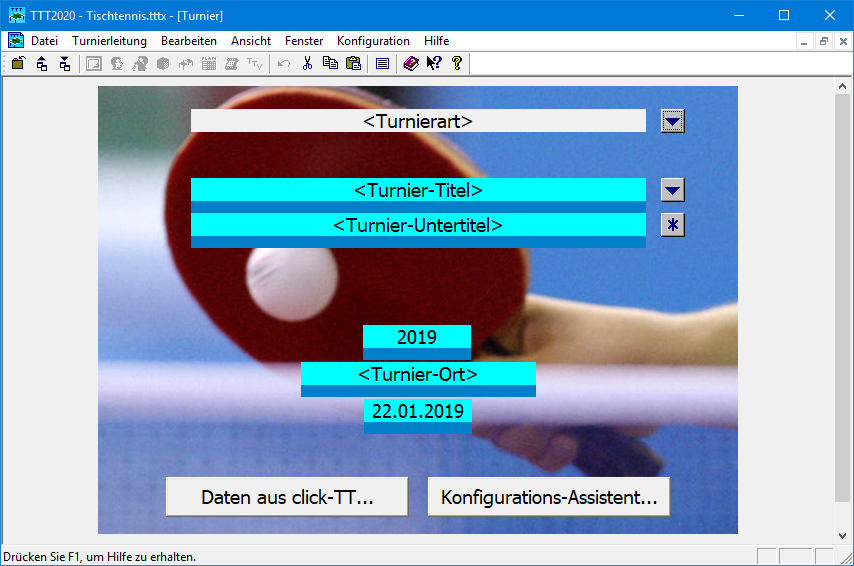 TTT2020 - Tischtennis.tttx - [Turnier]
Datei Turnierleitung Bearbeiten Ansicht Fenster Konfiguration Hilfe
<Turnierart>
<Turnier-Titel>
<Turnier-Untertitel>
2019
<Turnier-Ort>
22.01.2019
Daten aus click-TT... Konfigurations-Assistent...
Drücken Sie F1, um Hilfe zu erhalten.